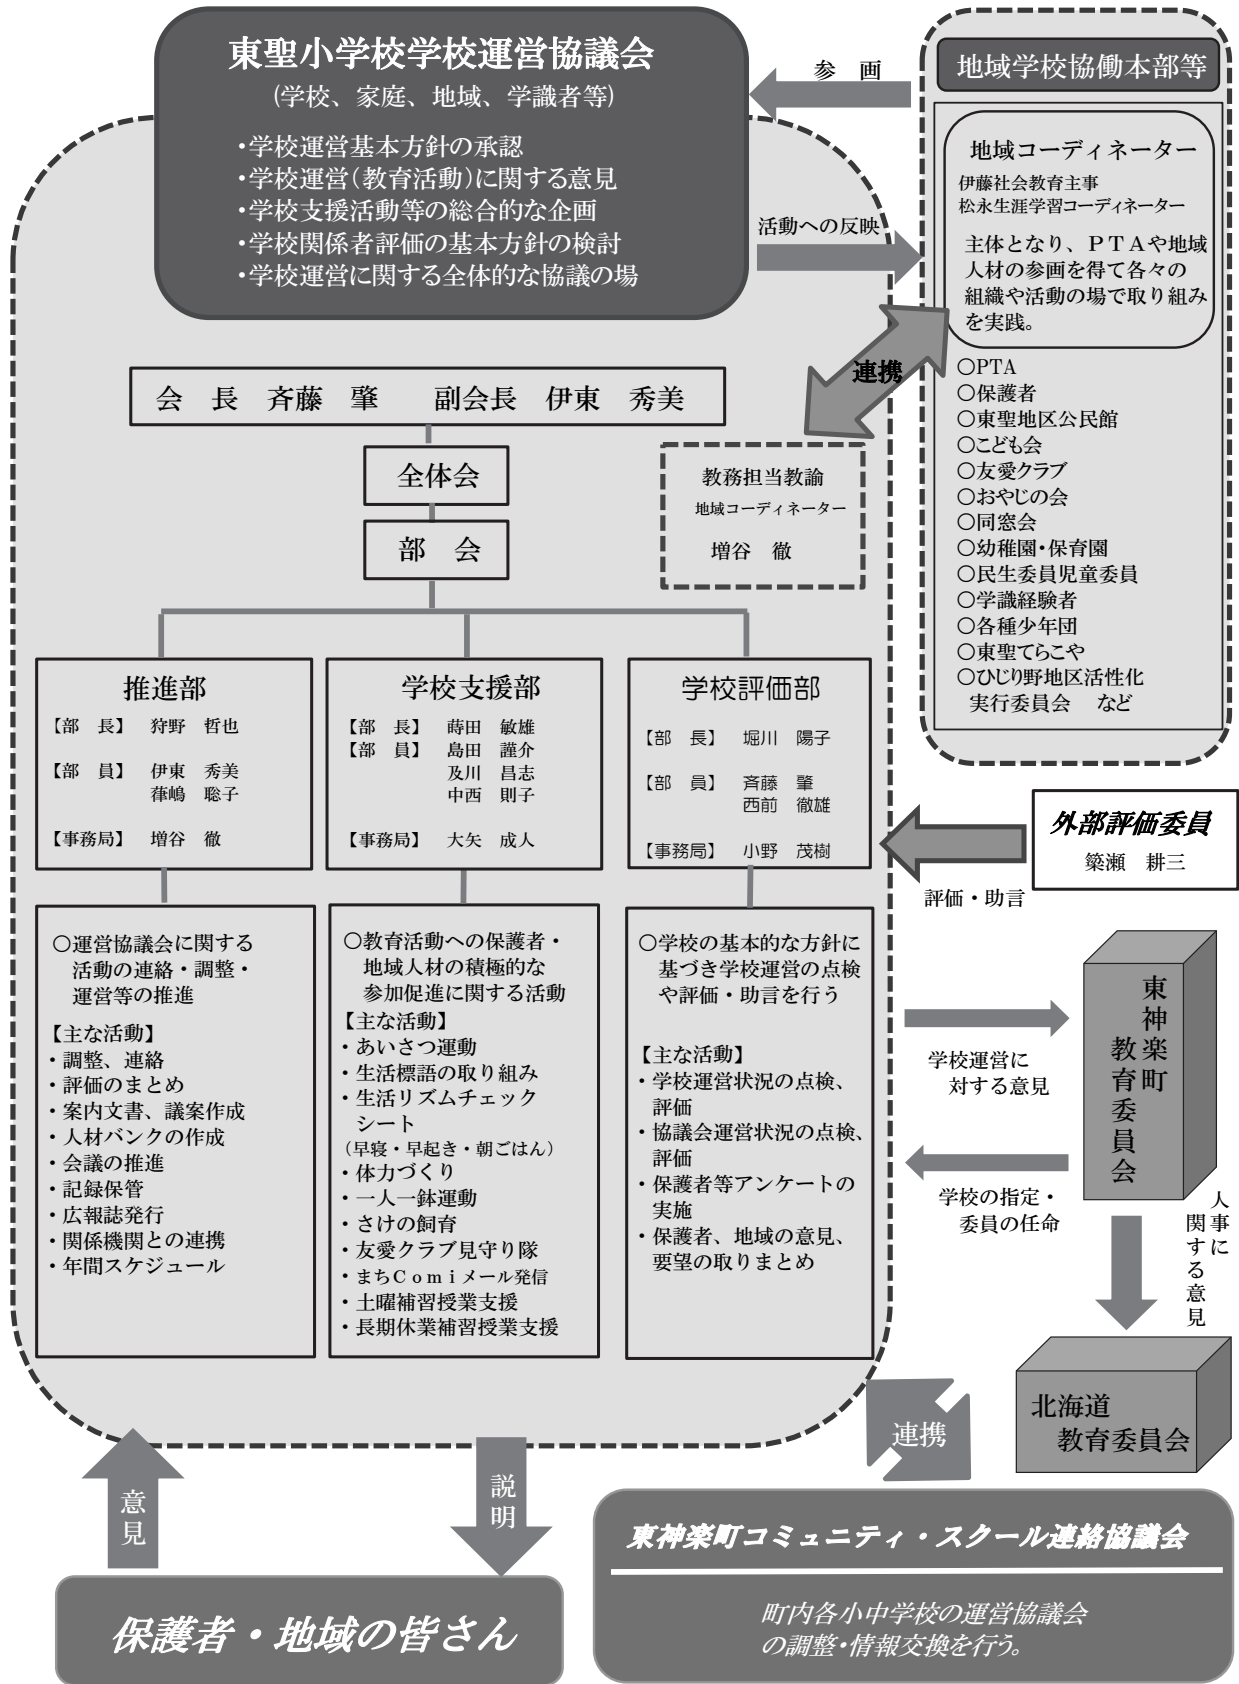 東聖小学校学校運営協議会
(学校、家庭、地域、学識者等)
・学校運営基本方針の承認
・学校運営(教育活動)に関する意見
・学校支援活動等の総合的な企画
・学校関係者評価の基本方針の検討
・学校運営に関する全体的な協議の場
参　画
活動への反映
地域学校協働本部等
地域コーディネーター
伊藤社会教育主事
松永生涯学習コーディネーター
主体となり、ＰＴＡや地域
人材の参画を得て各々の
組織や活動の場で取り組み
を実践。
○PTA
○保護者
○東聖地区公民館
○こども会
○友愛クラブ
○おやじの会
○同窓会
○幼稚園・保育園
○民生委員児童委員
○学識経験者
○各種少年団
○東聖てらこや
○ひじり野地区活性化
実行委員会　など
連携
会　長　斉藤　肇　　副会長　伊東　秀美
全体会
部　会
教務担当教諭
地域コーディネーター
増谷　徹
推進部
【部　長】　狩野　哲也
【部　員】　伊東　秀美
葎嶋　聡子
【事務局】　増谷　徹
学校支援部
【部　長】　蒔田　敏雄
【部　員】　島田　謹介
及川　昌志
中西　則子
【事務局】　大矢　成人
学校評価部
【部　長】　堀川　陽子
【部　員】　斉藤　肇
西前　徹雄
【事務局】　小野　茂樹
外部評価委員
簗瀬　耕三
評価・助言
○運営協議会に関する
活動の連絡・調整・
運営等の推進
【主な活動】
・調整、連絡
・評価のまとめ
・案内文書、議案作成
・人材バンクの作成
・会議の推進
・記録保管
・広報誌発行
・関係機関との連携
・年間スケジュール
○教育活動への保護者・
地域人材の積極的な
参加促進に関する活動
【主な活動】
・あいさつ運動
・生活標語の取り組み
・生活リズムチェック
シート
（早寝・早起き・朝ごはん）
・体力づくり
・一人一鉢運動
・さけの飼育
・友愛クラブ見守り隊
・まちＣｏｍｉメール発信
・土曜補習授業支援
・長期休業補習授業支援
○学校の基本的な方針に
基づき学校運営の点検
や評価・助言を行う
【主な活動】
・学校運営状況の点検、
評価
・協議会運営状況の点検、
評価
・保護者等アンケートの
実施
・保護者、地域の意見、
要望の取りまとめ
東神楽町
教育委員会
学校運営に
対する意見
学校の指定・
委員の任命
人事に
関する意見
北海道
教育委員会
連携
意見
説明
保護者・地域の皆さん
東神楽町コミュニティ・スクール連絡協議会
町内各小中学校の運営協議会
の調整・情報交換を行う。